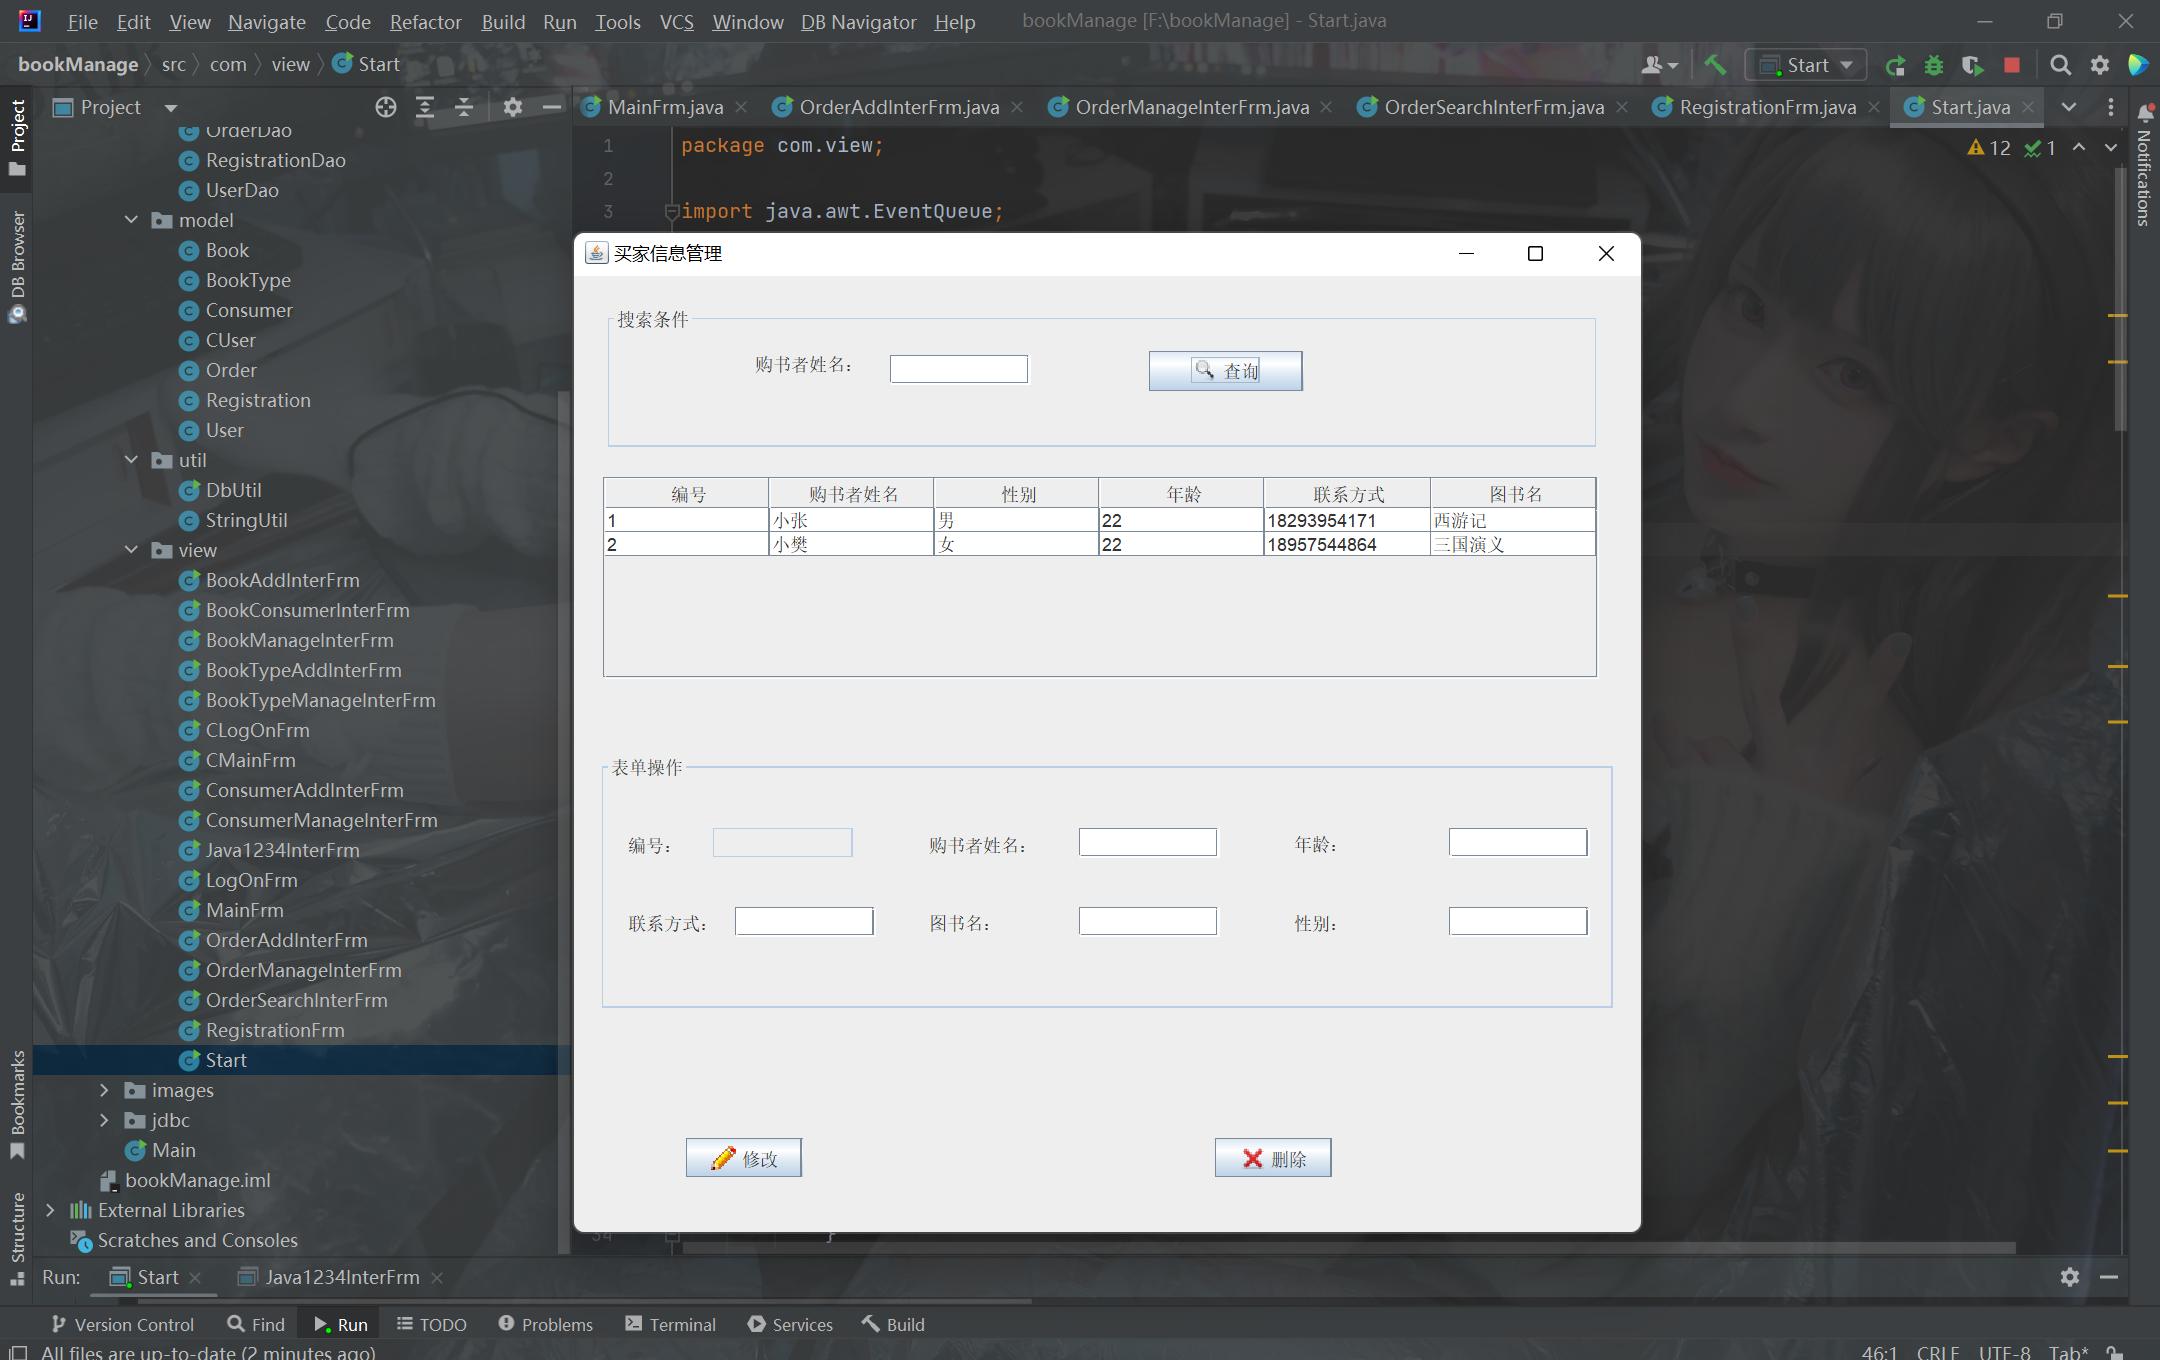 File Edit View Navigate Code Refactor Build Run Tools VCS Window DB Navigator Help bookManage [F:\bookManage] - Start.java
bookManage src com view Start
Start
Project
MainFrm.java OrderAddInterFrm.java OrderManageInterFrm.java OrderSearchInterFrm.java RegistrationFrm.java Start.java
Project
DB Browser
Bookmarks
Structure
Notifications
OrderDao
RegistrationDao
UserDao
model
Book
BookType
Consumer
CUser
Order
Registration
User
util
DbUtil
StringUtil
view
BookAddInterFrm
BookConsumerInterFrm
BookManageInterFrm
BookTypeAddInterFrm
BookTypeManageInterFrm
CLogOnFrm
CMainFrm
ConsumerAddInterFrm
ConsumerManageInterFrm
Java1234InterFrm
LogOnFrm
MainFrm
OrderAddInterFrm
OrderManageInterFrm
OrderSearchInterFrm
RegistrationFrm
Start
images
jdbc
Main
bookManage.iml
External Libraries
Scratches and Consoles
1 package com.view;
2
3 import java.awt.EventQueue;
12 1
买家信息管理
搜索条件
购书者姓名： 查询
编号 购书者姓名 性别 年龄 联系方式 图书名
1 小张 男 22 18293954171 西游记
2 小樊 女 22 18957544864 三国演义
表单操作
编号： 购书者姓名： 年龄：
联系方式： 图书名： 性别：
修改 删除
34 }
Run: Start Java1234InterFrm
Version Control Find Run TODO Problems Terminal Services Build
All files are up-to-date (2 minutes ago) 46:1 CRLF UTF-8 Tab*